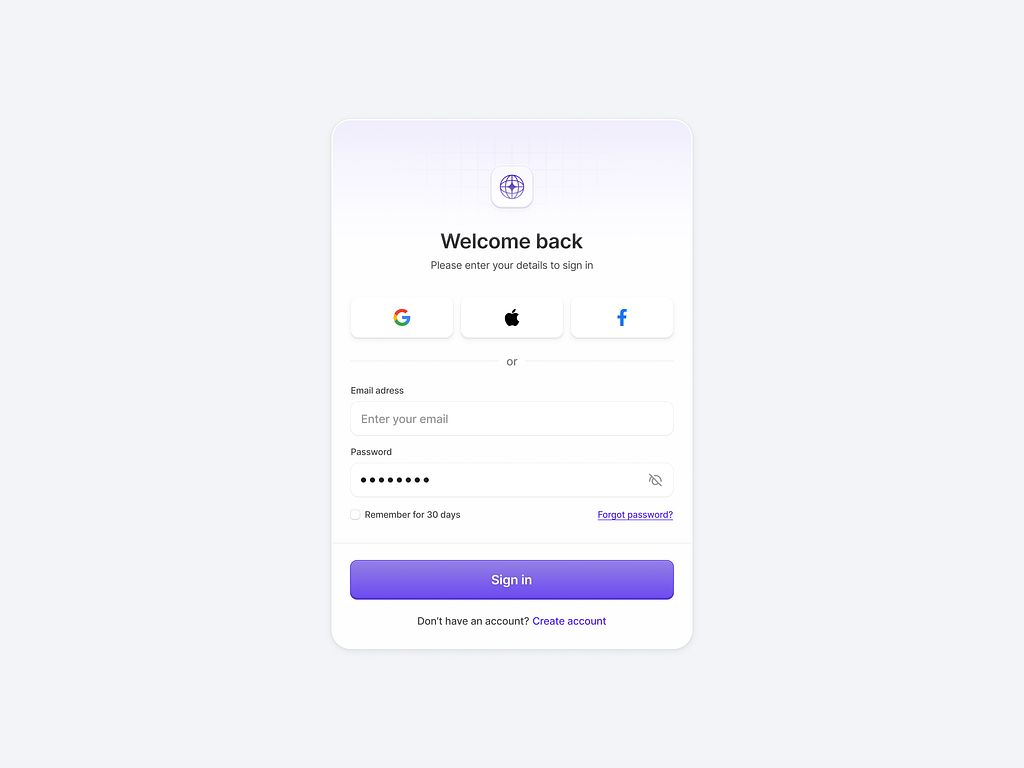 Welcome back
Please enter your details to sign in
or
Email adress
Enter your email
Password
••••••••
Remember for 30 days Forgot password?
Sign in
Don't have an account? Create account